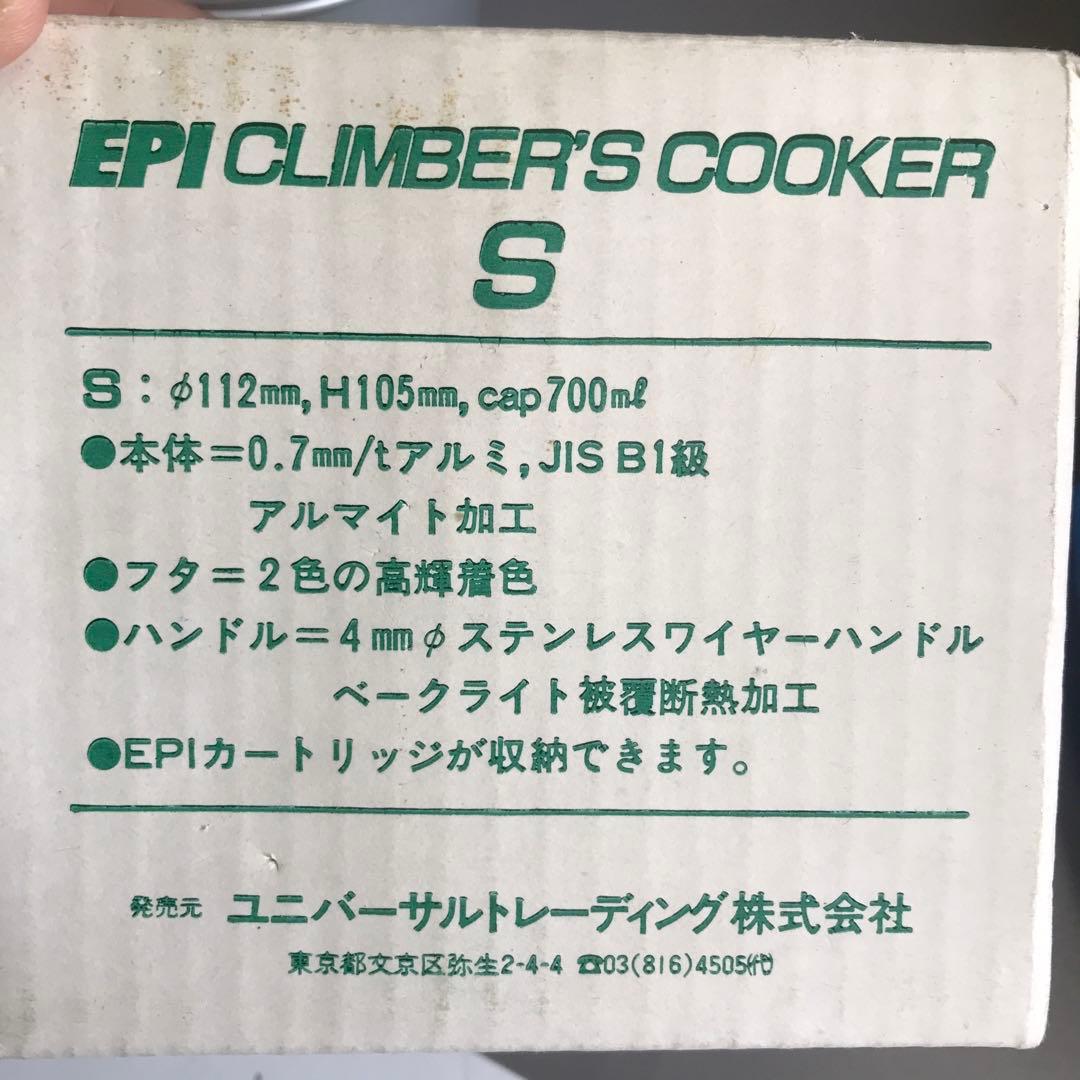 EPI CLIMBER'S COOKER
S
S:φ112mm,H105mm,cap700mℓ
●本体=0.7mm/tアルミ,JIS B1級
アルマイト加工
●フタ=2色の高輝着色
●ハンドル=4mmφステンレスワイヤーハンドル
ベークライト被覆断熱加工
●EPIカートリッジが収納できます。
発売元 ユニバーサルトレーディング株式会社
東京都文京区弥生2-4-4 ☎03(816)4505(代)